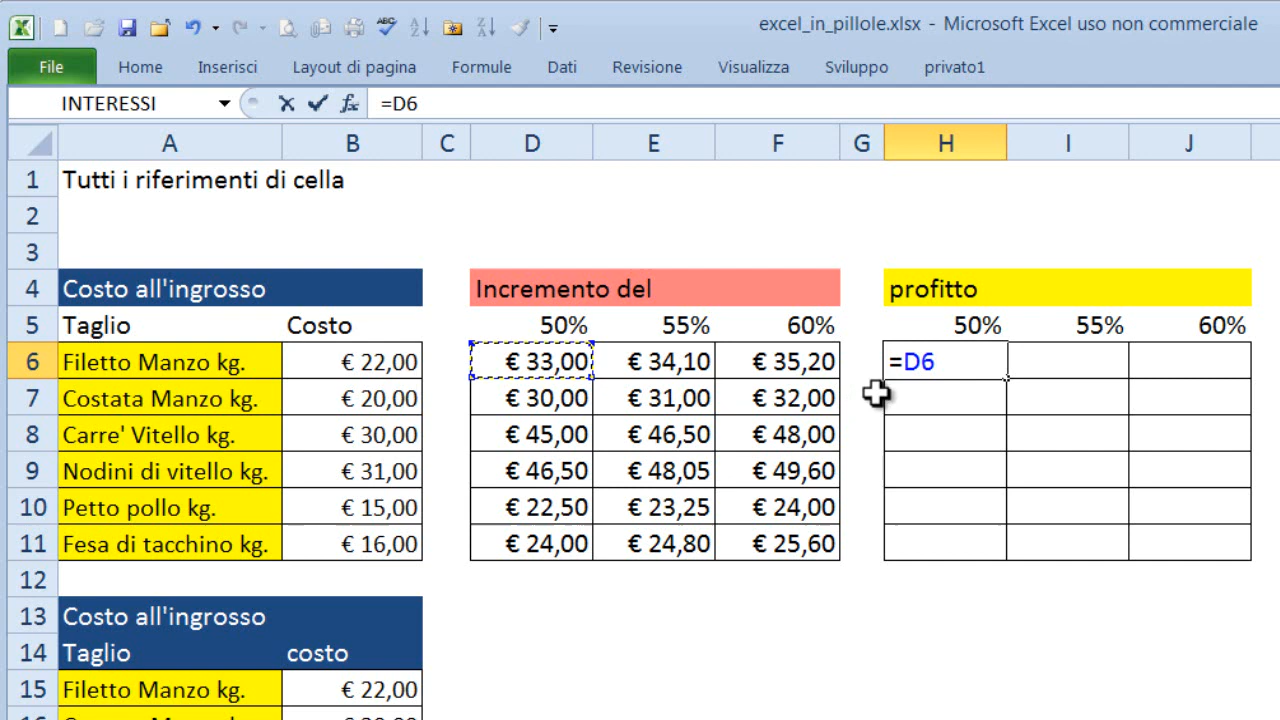 excel_in_pillole.xlsx - Microsoft Excel uso non commerciale
File Home Inserisci Layout di pagina Formule Dati Revisione Visualizza Sviluppo privato1
INTERESSI fx =D6
A B C D E F G H I J
1 Tutti i riferimenti di cella
2
3
4 Costo all'ingrosso Incremento del profitto
5 Taglio Costo 50% 55% 60% 50% 55% 60%
6 Filetto Manzo kg. € 22,00 € 33,00 € 34,10 € 35,20 =D6
7 Costata Manzo kg. € 20,00 € 30,00 € 31,00 € 32,00
8 Carre' Vitello kg. € 30,00 € 45,00 € 46,50 € 48,00
9 Nodini di vitello kg. € 31,00 € 46,50 € 48,05 € 49,60
10 Petto pollo kg. € 15,00 € 22,50 € 23,25 € 24,00
11 Fesa di tacchino kg. € 16,00 € 24,00 € 24,80 € 25,60
12
13 Costo all'ingrosso
14 Taglio costo
15 Filetto Manzo kg. € 22,00